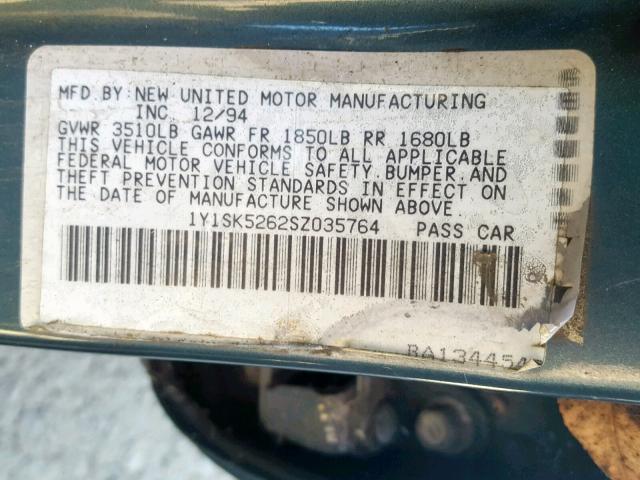 MFD.BY:NEW UNITED MOTOR MANUFACTURING
INC. 12/94
GVWR 3510LB GAWR FR 1850LB RR 1680LB
THIS VEHICLE CONFORMS TO ALL APPLICABLE
FEDERAL MOTOR VEHICLE SAFETY,BUMPER,AND
THEFT PREVENTION STANDARDS IN EFFECT ON
THE DATE OF MANUFACTURE SHOWN ABOVE.
1Y1SK5262SZ035764 PASS CAR